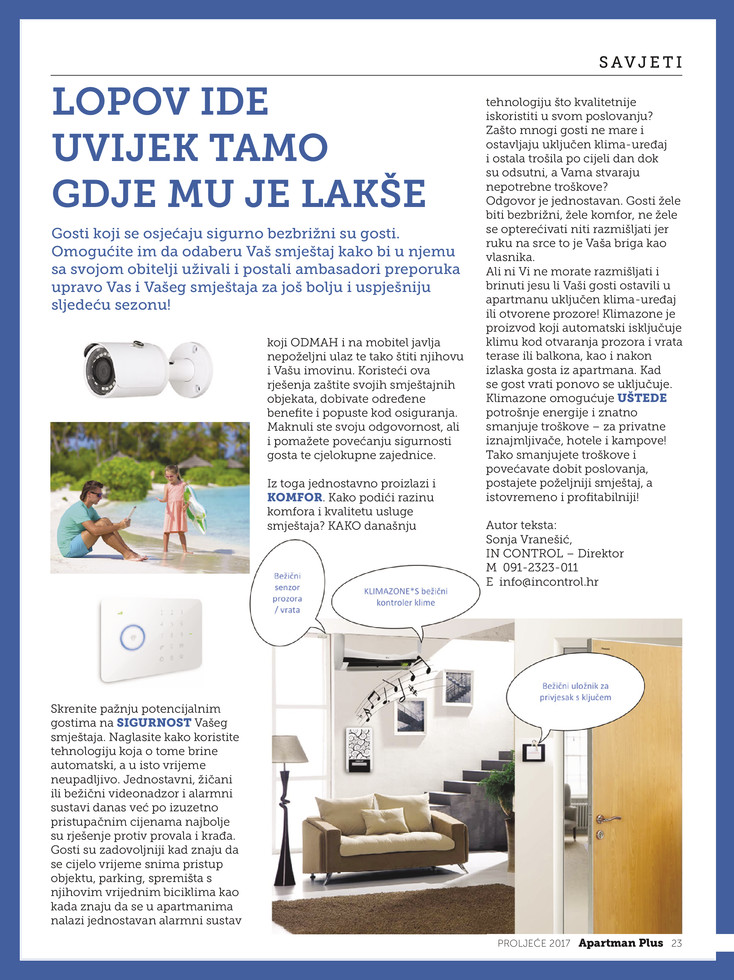 SAVJETI
LOPOV IDE
UVIJEK TAMO
GDJE MU JE LAKŠE
Gosti koji se osjećaju sigurno bezbrižni su gosti.
Omogućite im da odaberu Vaš smještaj kako bi u njemu
sa svojom obitelji uživali i postali ambasadori preporuka
upravo Vas i Vašeg smještaja za još bolju i uspješniju
sljedeću sezonu!
Skrenite pažnju potencijalnim
gostima na SIGURNOST Vašeg
smještaja. Naglasite kako koristite
tehnologiju koja o tome brine
automatski, a u isto vrijeme
neupadljivo. Jednostavni, žičani
ili bežični videonadzor i alarmni
sustavi danas već po izuzetno
pristupačnim cijenama najbolje
su rješenje protiv provala i krađa.
Gosti su zadovoljniji kad znaju da
se cijelo vrijeme snima pristup
objektu, parking, spremišta s
njihovim vrijednim biciklima kao
kada znaju da se u apartmanima
nalazi jednostavan alarmni sustav
koji ODMAH i na mobitel javlja
nepoželjni ulaz te tako štiti njihovu
i Vašu imovinu. Koristeći ova
rješenja zaštite svojih smještajnih
objekata, dobivate određene
benefite i popuste kod osiguranja.
Maknuli ste svoju odgovornost, ali
i pomažete povećanju sigurnosti
gosta te cjelokupne zajednice.
Iz toga jednostavno proizlazi i
KOMFOR. Kako podići razinu
komfora i kvalitetu usluge
smještaja? KAKO današnju
tehnologiju što kvalitetnije
iskoristiti u svom poslovanju?
Zašto mnogi gosti ne mare i
ostavljaju uključen klima-uređaj
i ostala trošila po cijeli dan dok
su odsutni, a Vama stvaraju
nepotrebne troškove?
Odgovor je jednostavan. Gosti žele
biti bezbrižni, žele komfor, ne žele
se opterećivati niti razmišljati jer
ruku na srce to je Vaša briga kao
vlasnika.
Ali ni Vi ne morate razmišljati i
brinuti jesu li Vaši gosti ostavili u
apartmanu uključen klima-uređaj
ili otvorene prozore! Klimazone je
proizvod koji automatski isključuje
klimu kod otvaranja prozora i vrata
terase ili balkona, kao i nakon
izlaska gosta iz apartmana. Kad
se gost vrati ponovo se uključuje.
Klimazone omogućuje UŠTEDE
potrošnje energije i znatno
smanjuje troškove – za privatne
iznajmljivače, hotele i kampove!
Tako smanjujete troškove i
povećavate dobit poslovanja,
postajete poželjniji smještaj, a
istovremeno i profitabilniji!
Autor teksta:
Sonja Vranešić,
IN CONTROL – Direktor
M 091-2323-011
E info@incontrol.hr
Bežični
senzor
prozora
/ vrata
KLIMAZONE*S bežični
kontroler klime
Bežični uložnik za
privjesak s ključem
PROLJEĆE 2017 Apartman Plus 23